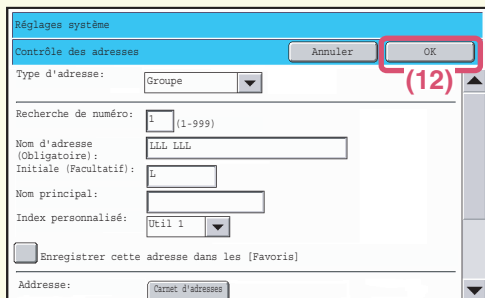 Réglages système
Contrôle des adresses Annuler OK
(12)
Type d'adresse: Groupe
Recherche de numéro: 1 (1-999)
Nom d'adresse (Obligatoire): LLL LLL
Initiale (Facultatif): L
Nom principal:
Index personnalisé: Util 1
Enregistrer cette adresse dans les [Favoris]
Addresse: Carnet d'adresses